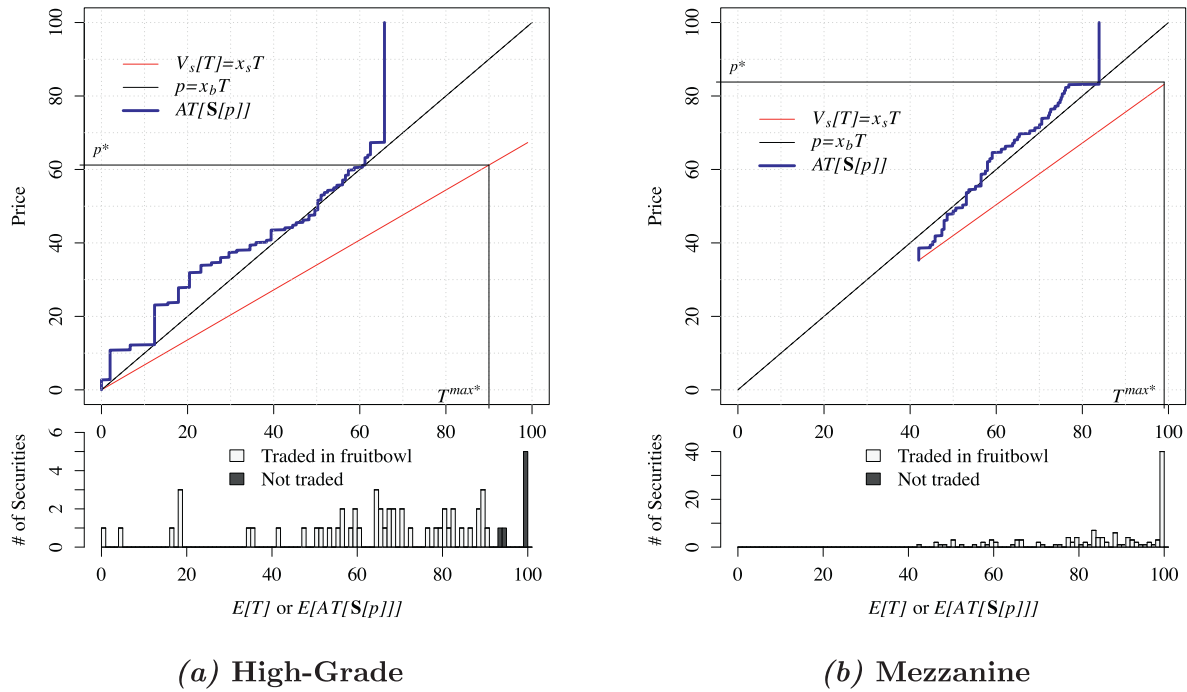 100
80
60
40
20
0
Price
V_s[T]=x_sT
p=x_bT
AT[S[p]]
p*
T^max*
0 20 40 60 80 100
6
4
2
0
# of Securities
Traded in fruitbowl
Not traded
0 20 40 60 80 100
E[T] or E[AT[S[p]]]
(a) High-Grade
100
80
60
40
20
0
Price
p*
V_s[T]=x_sT
p=x_bT
AT[S[p]]
T^max*
0 20 40 60 80 100
40
20
0
# of Securities
Traded in fruitbowl
Not traded
0 20 40 60 80 100
E[T] or E[AT[S[p]]]
(b) Mezzanine